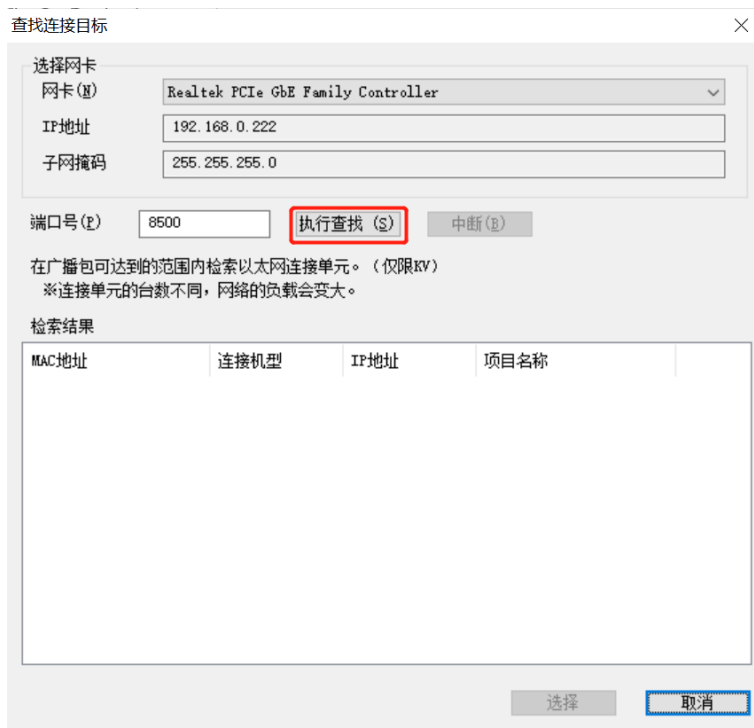 查找连接目标
选择网卡
网卡(N) Realtek PCIe GbE Family Controller
IP地址 192.168.0.222
子网掩码 255.255.255.0
端口号(P) 8500 执行查找 (S) 中断(B)
在广播包可达到的范围内检索以太网连接单元。(仅限KV)
※连接单元的台数不同，网络的负载会变大。
检索结果
MAC地址 连接机型 IP地址 项目名称
选择 取消